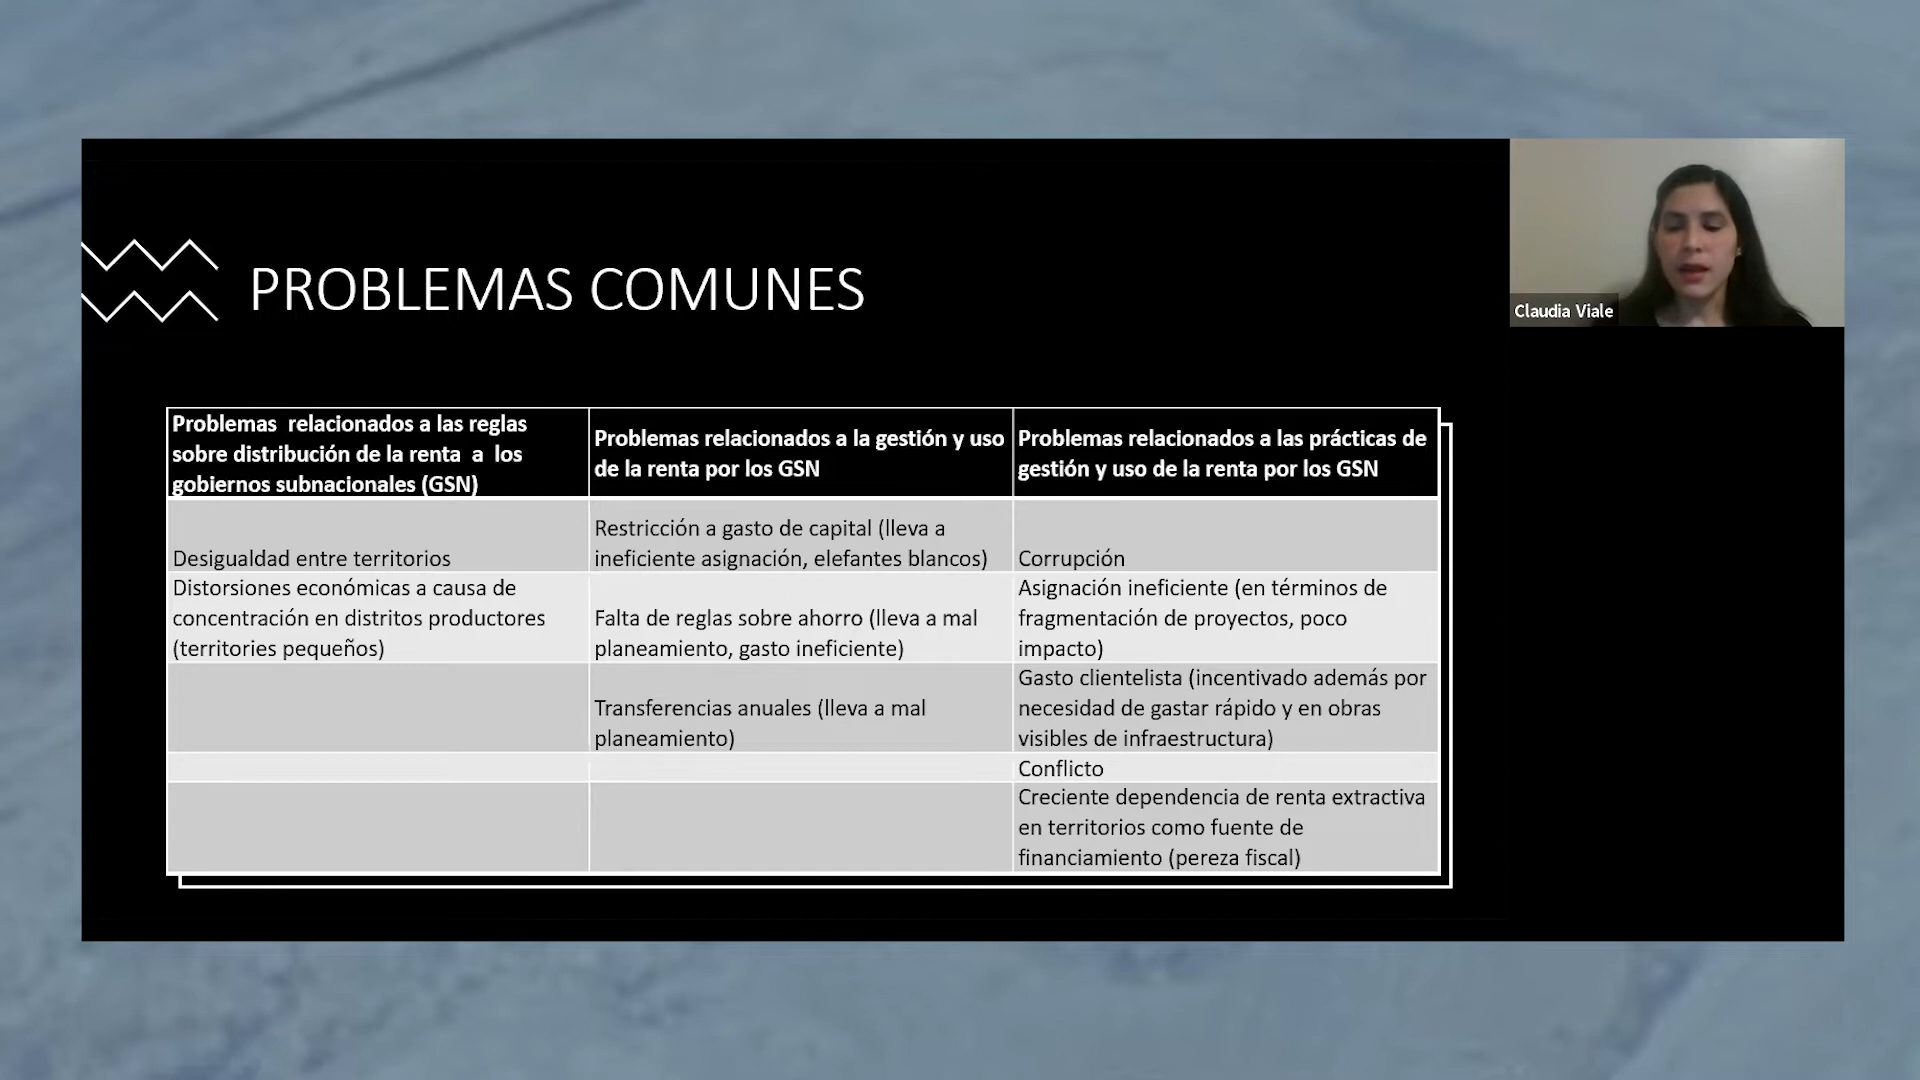 PROBLEMAS COMUNES
Claudia Viale
Problemas relacionados a las reglas
sobre distribución de la renta a los
gobiernos subnacionales (GSN)
Problemas relacionados a la gestión y uso
de la renta por los GSN
Problemas relacionados a las prácticas de
gestión y uso de la renta por los GSN
Desigualdad entre territorios
Restricción a gasto de capital (lleva a
ineficiente asignación, elefantes blancos)
Corrupción
Distorsiones económicas a causa de
concentración en distritos productores
(territories pequeños)
Falta de reglas sobre ahorro (lleva a mal
planeamiento, gasto ineficiente)
Asignación ineficiente (en términos de
fragmentación de proyectos, poco
impacto)
Transferencias anuales (lleva a mal
planeamiento)
Gasto clientelista (incentivado además por
necesidad de gastar rápido y en obras
visibles de infraestructura)
Conflicto
Creciente dependencia de renta extractiva
en territorios como fuente de
financiamiento (pereza fiscal)